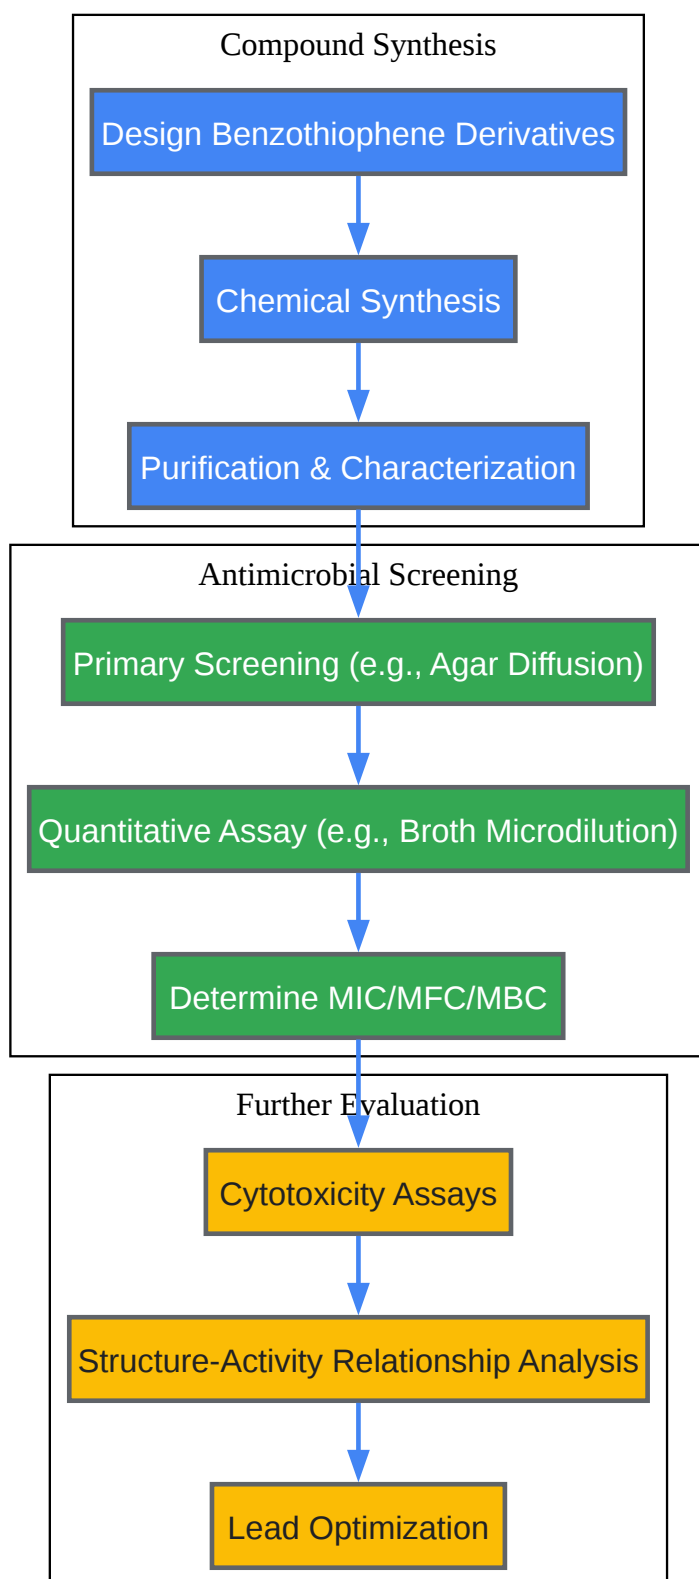 Compound Synthesis
Design Benzothiophene Derivatives
Chemical Synthesis
Purification & Characterization
Antimicrobial Screening
Primary Screening (e.g., Agar Diffusion)
Quantitative Assay (e.g., Broth Microdilution)
Determine MIC/MFC/MBC
Further Evaluation
Cytotoxicity Assays
Structure-Activity Relationship Analysis
Lead Optimization